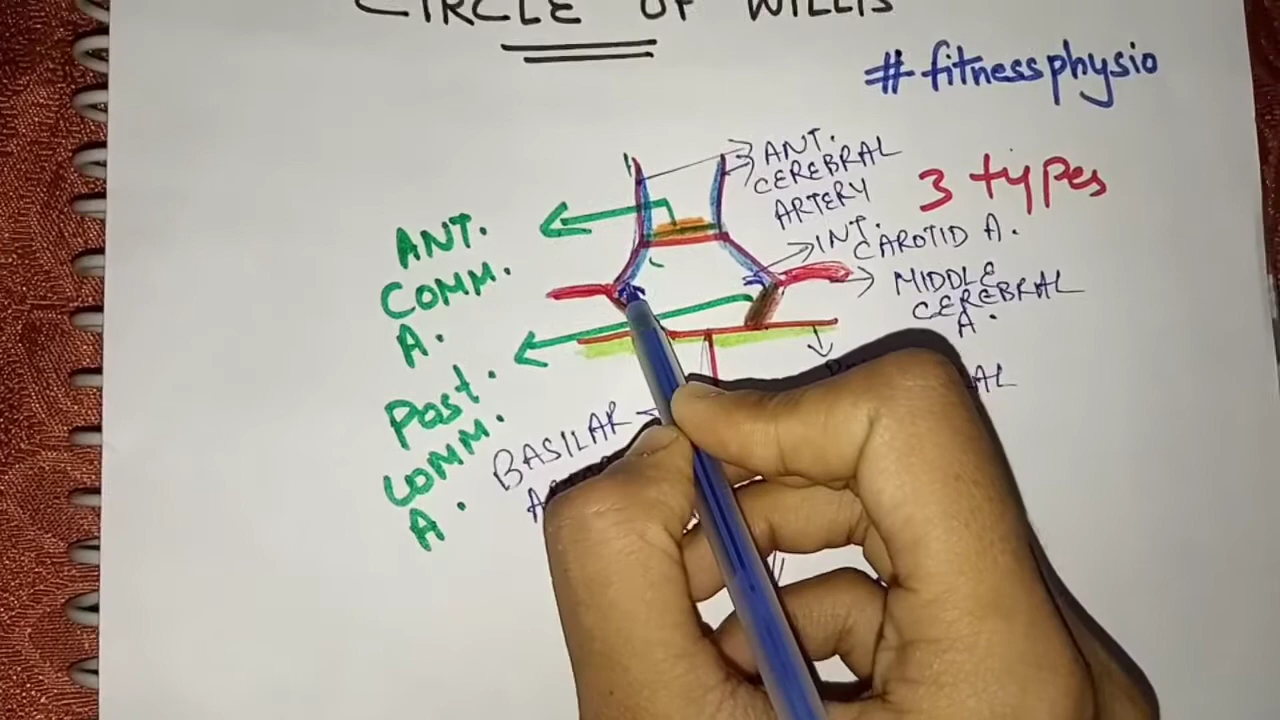 CIRCLE OF WILLIS
#fitnessphysio
ANT.
CEREBRAL
ARTERY
3 types
INT.
CAROTID A.
MIDDLE
CEREBRAL
A.
ANT.
COMM.
A.
Post.
COMM.
A.
BASILAR